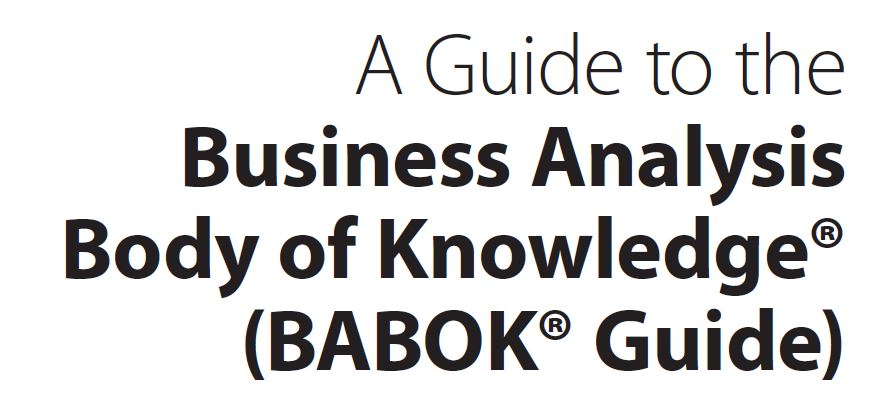 A Guide to the
Business Analysis
Body of Knowledge®
(BABOK® Guide)